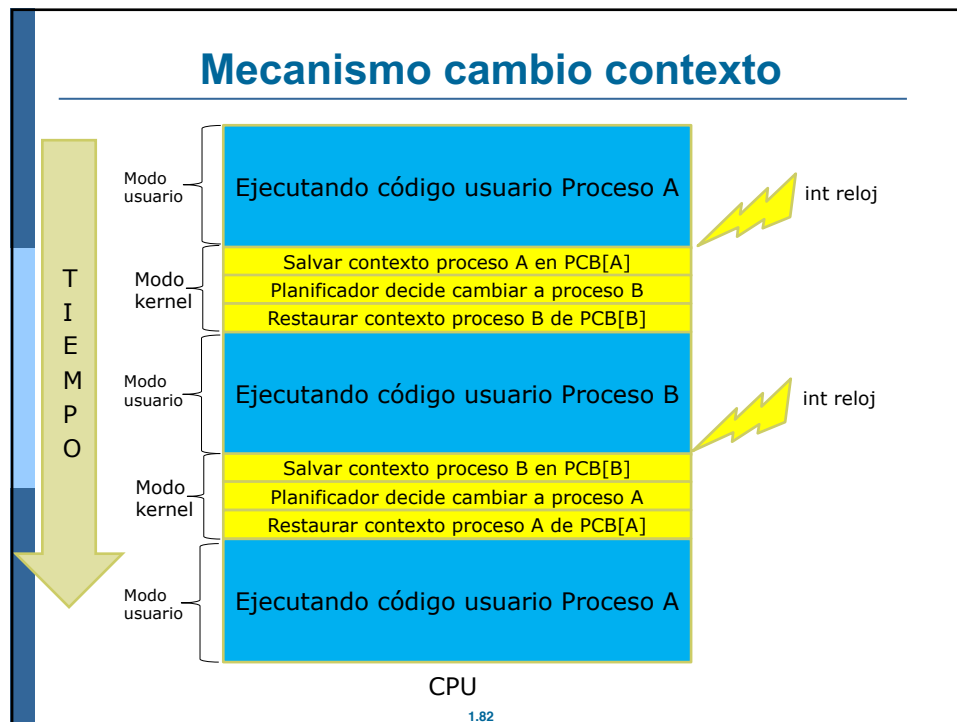 Mecanismo cambio contexto
T
I
E
M
P
O
Modo
usuario
Ejecutando código usuario Proceso A
int reloj
Modo
kernel
Salvar contexto proceso A en PCB[A]
Planificador decide cambiar a proceso B
Restaurar contexto proceso B de PCB[B]
Modo
usuario
Ejecutando código usuario Proceso B
int reloj
Modo
kernel
Salvar contexto proceso B en PCB[B]
Planificador decide cambiar a proceso A
Restaurar contexto proceso A de PCB[A]
Modo
usuario
Ejecutando código usuario Proceso A
CPU
1.82